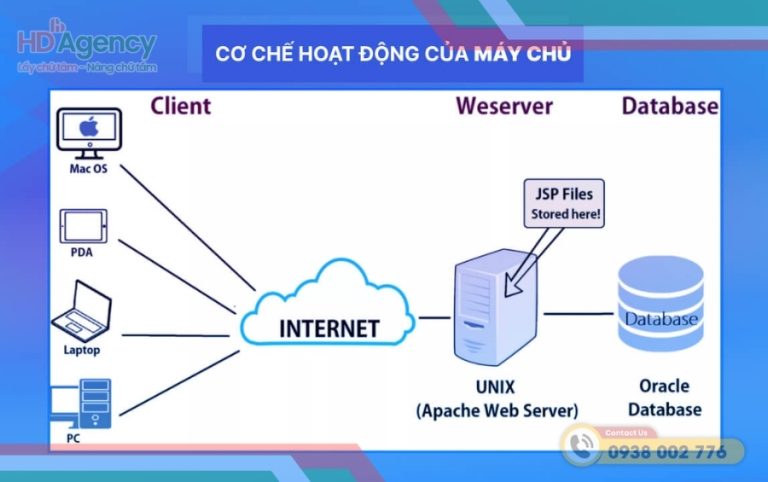 HD Agency
Lấy chữ tâm - Nâng chữ tầm
CƠ CHẾ HOẠT ĐỘNG CỦA MÁY CHỦ
Client
Weserver
Database
Mac OS
JSP Files
Stored here!
PDA
INTERNET
Database
Laptop
UNIX
(Apache Web Server)
Oracle
Database
PC
Contact Us
0938 002 776